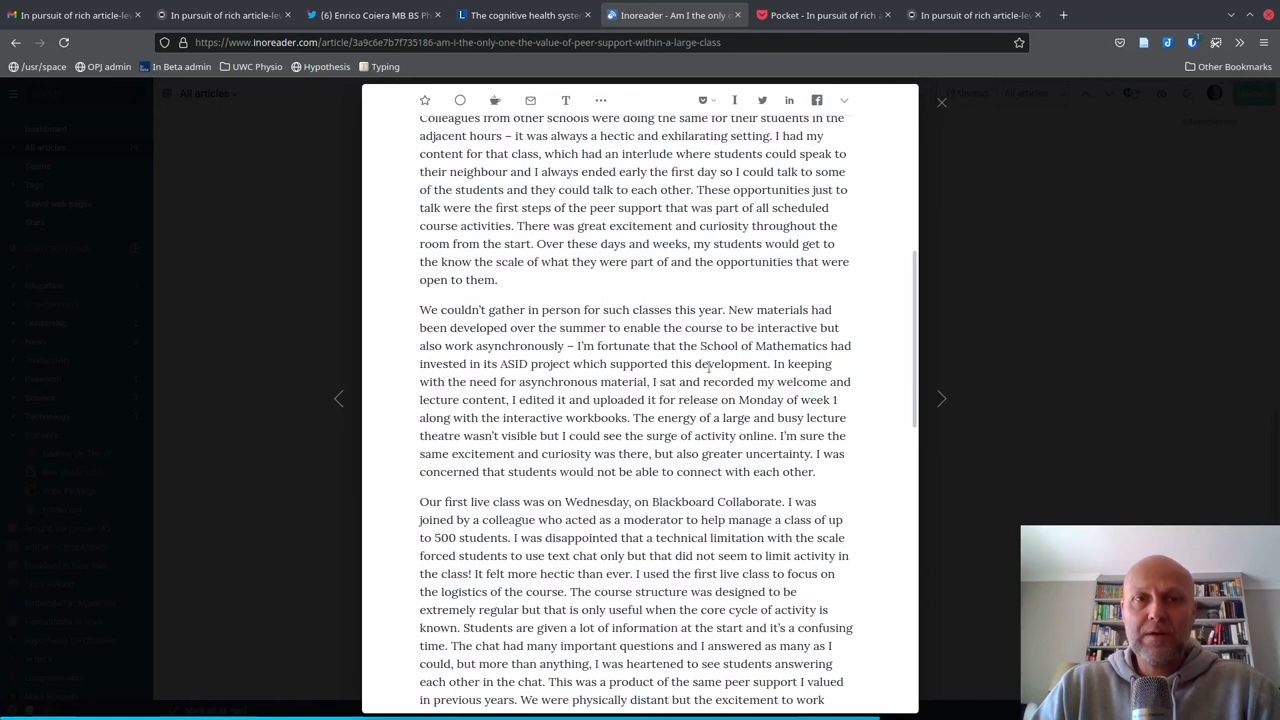 In pursuit of rich article-level
In pursuit of rich article-level
(6) Enrico Coiera MB BS Ph
The cognitive health syste
Inoreader - Am I the only o
Pocket - In pursuit of rich a
In pursuit of rich article-lev
https://www.inoreader.com/article/3a9c6e7b7f735186-am-I-the-only-one-the-value-of-peer-support-within-a-large-class
/usr/space
OPJ admin
In Beta admin
UWC Physio
Hypothesis
Typing
Other Bookmarks
All articles
All articles
Dashboard
All articles
Teams
Tags
Saved web pages
Colleagues from other schools were doing the same for their students in the
adjacent hours – it was always a hectic and exhilarating setting. I had my
content for that class, which had an interlude where students could speak to
their neighbour and I always ended early the first day so I could talk to some
of the students and they could talk to each other. These opportunities just to
talk were the first steps of the peer support that was part of all scheduled
course activities. There was great excitement and curiosity throughout the
room from the start. Over these days and weeks, my students would get to
the know the scale of what they were part of and the opportunities that were
open to them.
We couldn't gather in person for such classes this year. New materials had
been developed over the summer to enable the course to be interactive but
also work asynchronously – I'm fortunate that the School of Mathematics had
invested in its ASID project which supported this development. In keeping
with the need for asynchronous material, I sat and recorded my welcome and
lecture content, I edited it and uploaded it for release on Monday of week 1
along with the interactive workbooks. The energy of a large and busy lecture
theatre wasn't visible but I could see the surge of activity online. I'm sure the
same excitement and curiosity was there, but also greater uncertainty. I was
concerned that students would not be able to connect with each other.
Our first live class was on Wednesday, on Blackboard Collaborate. I was
joined by a colleague who acted as a moderator to help manage a class of up
to 500 students. I was disappointed that a technical limitation with the scale
forced students to use text chat only but that did not seem to limit activity in
the class! It felt more hectic than ever. I used the first live class to focus on
the logistics of the course. The course structure was designed to be
extremely regular but that is only useful when the core cycle of activity is
known. Students are given a lot of information at the start and it's a confusing
time. The chat had many important questions and I answered as many as I
could, but more than anything, I was heartened to see students answering
each other in the chat. This was a product of the same peer support I valued
in previous years. We were physically distant but the excitement to work
Mark all as read